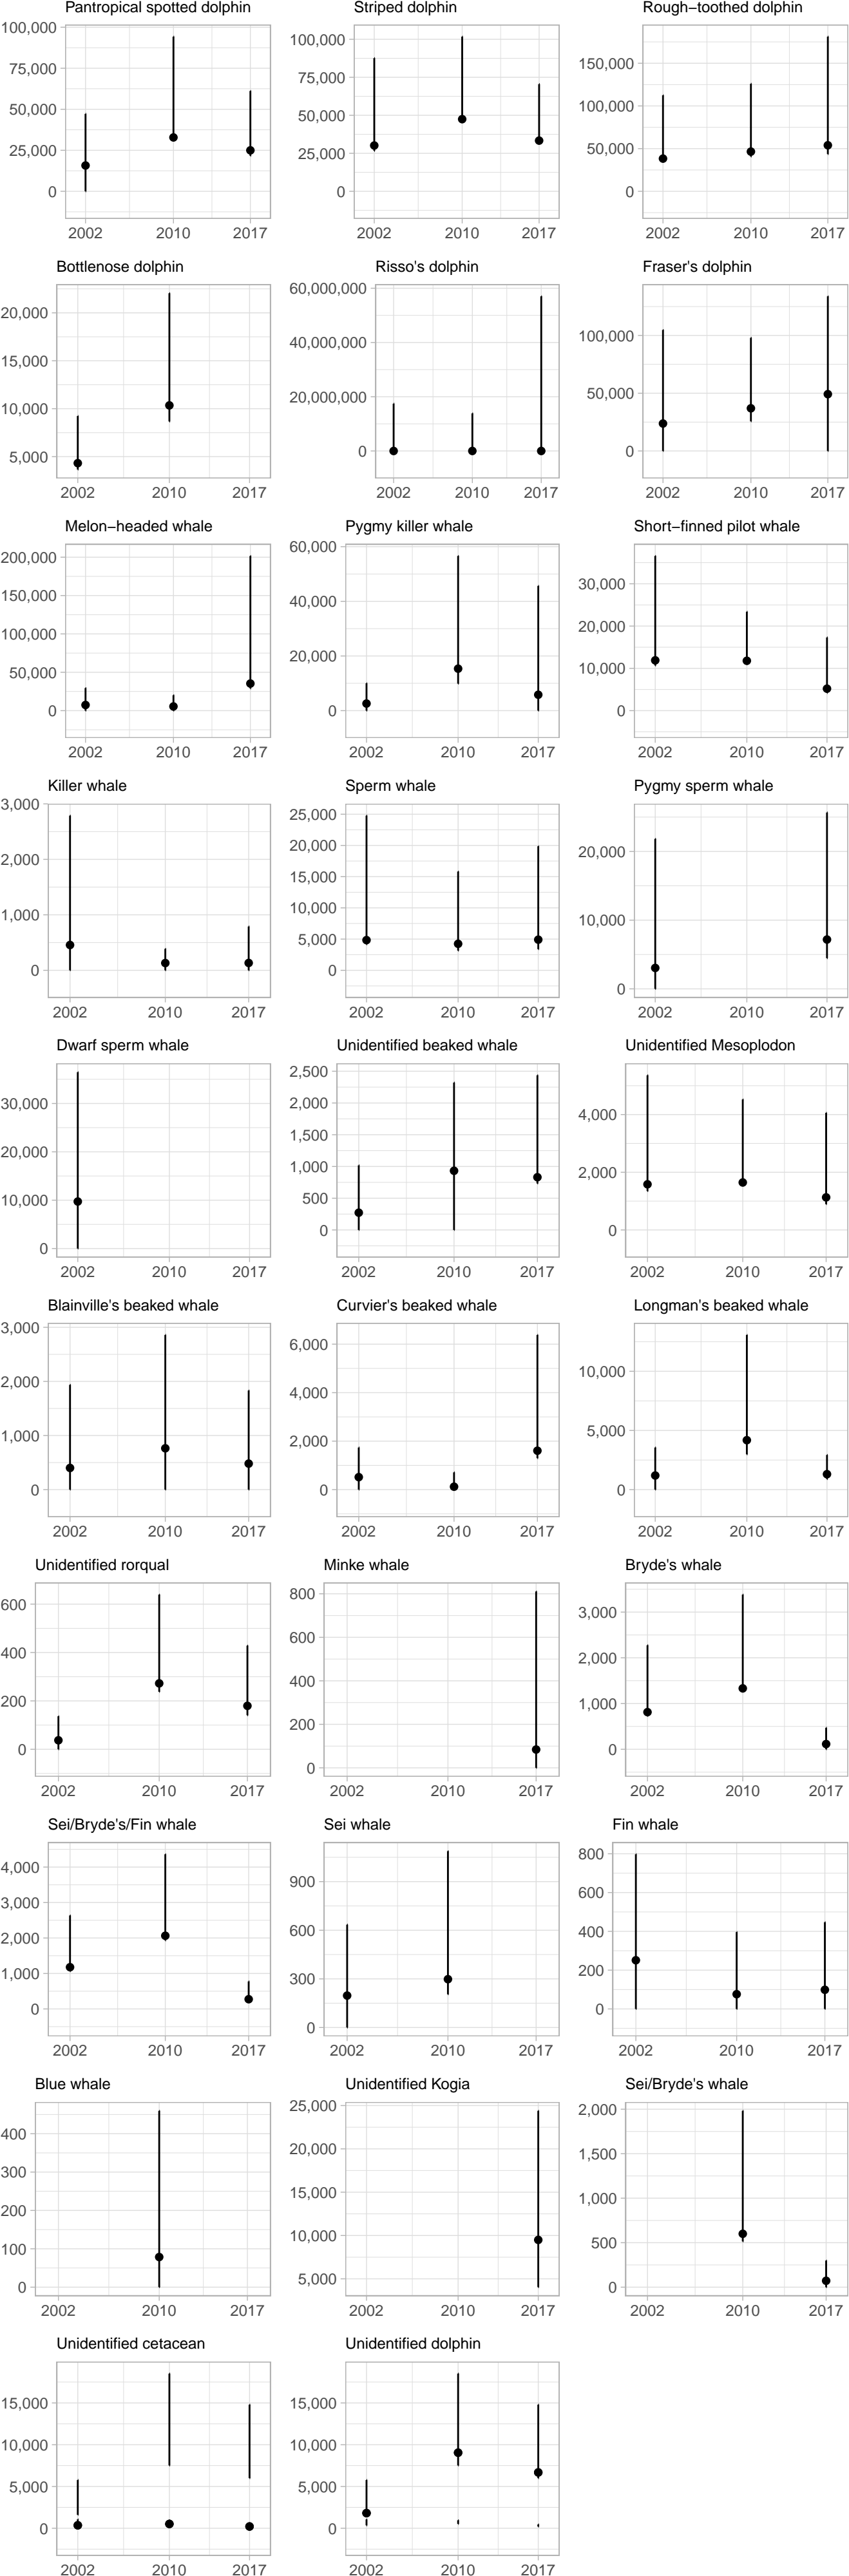 Pantropical spotted dolphin
100,000
75,000
50,000
25,000
0
2002 2010 2017
Striped dolphin
100,000
75,000
50,000
25,000
0
2002 2010 2017
Rough−toothed dolphin
150,000
100,000
50,000
0
2002 2010 2017
Bottlenose dolphin
20,000
15,000
10,000
5,000
2002 2010 2017
Risso's dolphin
60,000,000
40,000,000
20,000,000
0
2002 2010 2017
Fraser's dolphin
100,000
50,000
0
2002 2010 2017
Melon−headed whale
200,000
150,000
100,000
50,000
0
2002 2010 2017
Pygmy killer whale
60,000
40,000
20,000
0
2002 2010 2017
Short−finned pilot whale
30,000
20,000
10,000
0
2002 2010 2017
Killer whale
3,000
2,000
1,000
0
2002 2010 2017
Sperm whale
25,000
20,000
15,000
10,000
5,000
0
2002 2010 2017
Pygmy sperm whale
20,000
10,000
0
2002 2010 2017
Dwarf sperm whale
30,000
20,000
10,000
0
2002 2010 2017
Unidentified beaked whale
2,500
2,000
1,500
1,000
500
0
2002 2010 2017
Unidentified Mesoplodon
4,000
2,000
0
2002 2010 2017
Blainville's beaked whale
3,000
2,000
1,000
0
2002 2010 2017
Curvier's beaked whale
6,000
4,000
2,000
0
2002 2010 2017
Longman's beaked whale
10,000
5,000
0
2002 2010 2017
Unidentified rorqual
600
400
200
0
2002 2010 2017
Minke whale
800
600
400
200
0
2002 2010 2017
Bryde's whale
3,000
2,000
1,000
0
2002 2010 2017
Sei/Bryde's/Fin whale
4,000
3,000
2,000
1,000
0
2002 2010 2017
Sei whale
900
600
300
0
2002 2010 2017
Fin whale
800
600
400
200
0
2002 2010 2017
Blue whale
400
300
200
100
0
2002 2010 2017
Unidentified Kogia
25,000
20,000
15,000
10,000
5,000
2002 2010 2017
Sei/Bryde's whale
2,000
1,500
1,000
500
0
2002 2010 2017
Unidentified cetacean
15,000
10,000
5,000
0
2002 2010 2017
Unidentified dolphin
15,000
10,000
5,000
0
2002 2010 2017